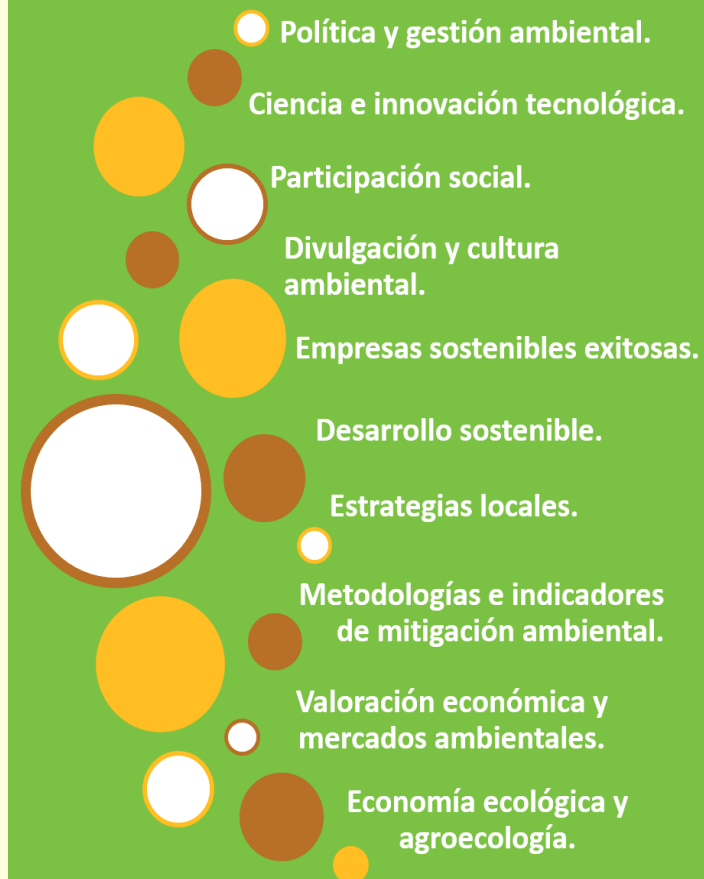 Política y gestión ambiental.
Ciencia e innovación tecnológica.
Participación social.
Divulgación y cultura
ambiental.
Empresas sostenibles exitosas.
Desarrollo sostenible.
Estrategias locales.
Metodologías e indicadores
de mitigación ambiental.
Valoración económica y
mercados ambientales.
Economía ecológica y
agroecología.